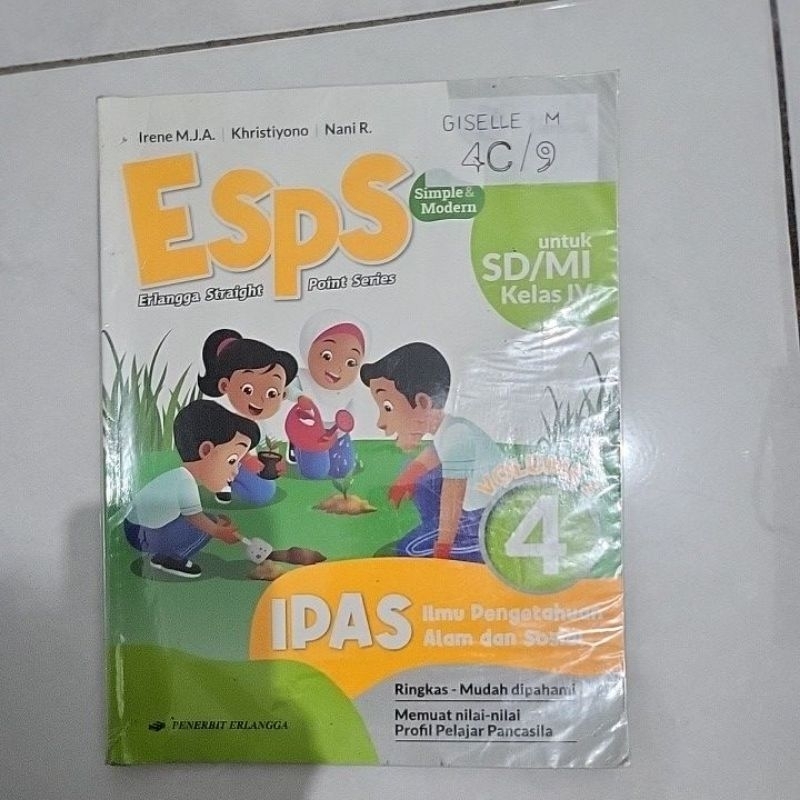 Irene M.J.A. | Khristiyono | Nani R.
GISELLE M
4C/9
ESPS
Simple &
Modern
Erlangga Straight Point Series
untuk
SD/MI
Kelas IV
VOLUME
4
IPAS
Ilmu Pengetahuan
Alam dan Sosial
Ringkas - Mudah dipahami
Memuat nilai-nilai
Profil Pelajar Pancasila
PENERBIT ERLANGGA